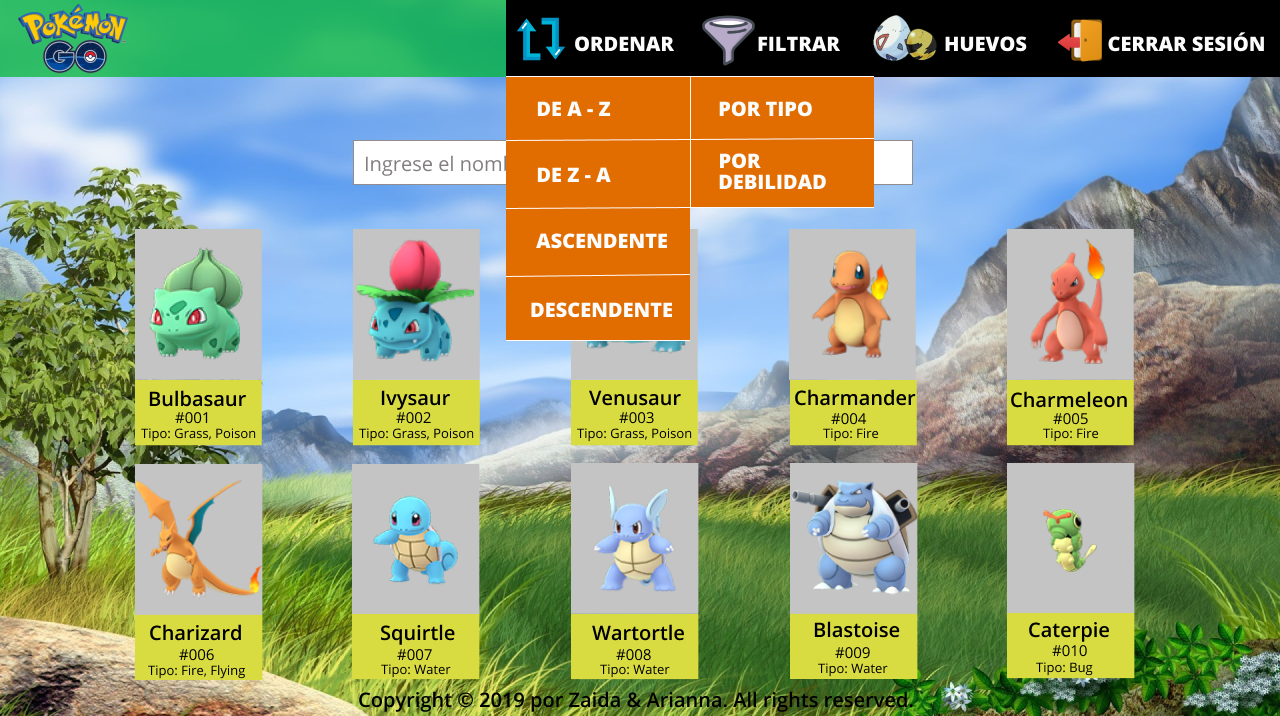 POKÉMON
GO
ORDENAR
FILTRAR
HUEVOS
CERRAR SESIÓN
DE A - Z
POR TIPO
DE Z - A
POR
DEBILIDAD
ASCENDENTE
DESCENDENTE
Ingrese el
Bulbasaur
#001
Tipo: Grass, Poison
Ivysaur
#002
Tipo: Grass, Poison
Venusaur
#003
Tipo: Grass, Poison
Charmander
#004
Tipo: Fire
Charmeleon
#005
Tipo: Fire
Charizard
#006
Tipo: Fire, Flying
Squirtle
#007
Tipo: Water
Wartortle
#008
Tipo: Water
Blastoise
#009
Tipo: Water
Caterpie
#010
Tipo: Bug
Copyright © 2019 por Zaida & Arianna. All rights reserved.